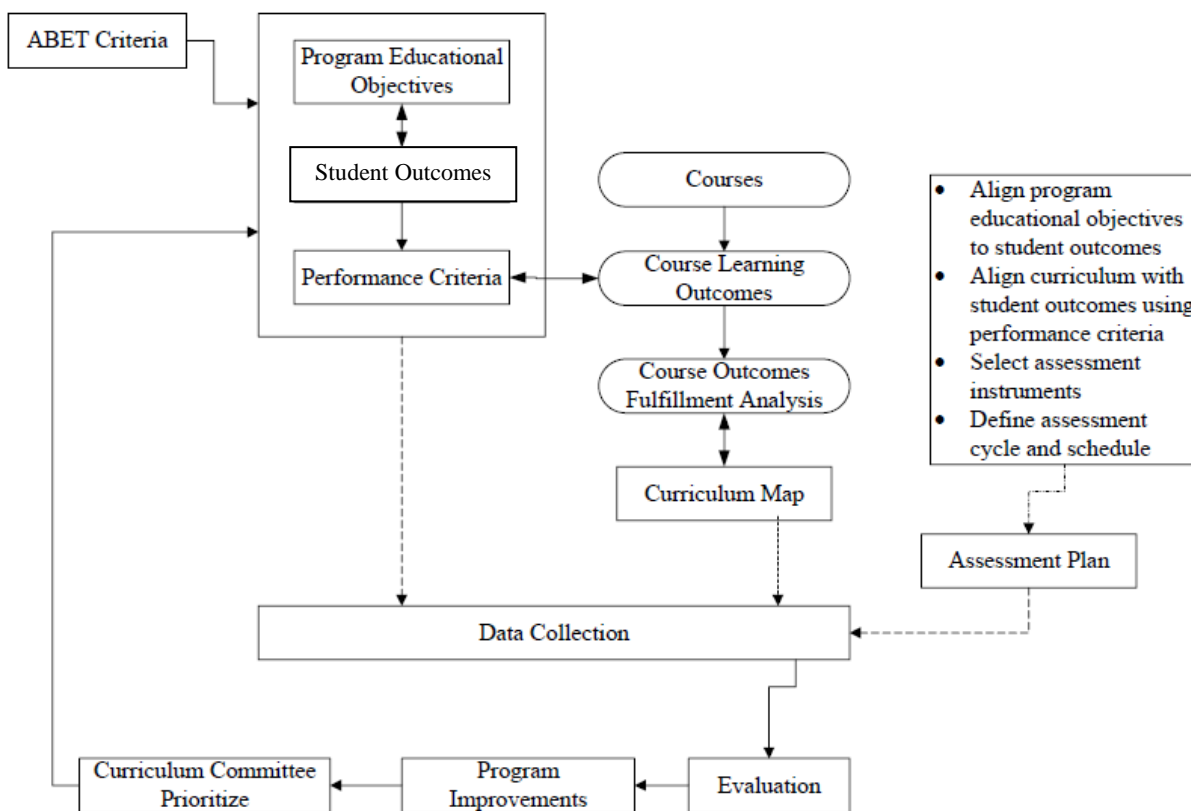 ABET Criteria
Program Educational
Objectives
Student Outcomes
Performance Criteria
Courses
Course Learning
Outcomes
Course Outcomes
Fulfillment Analysis
Curriculum Map
• Align program
educational objectives
to student outcomes
• Align curriculum with
student outcomes using
performance criteria
• Select assessment
instruments
• Define assessment
cycle and schedule
Assessment Plan
Data Collection
Curriculum Committee
Prioritize
Program
Improvements
Evaluation